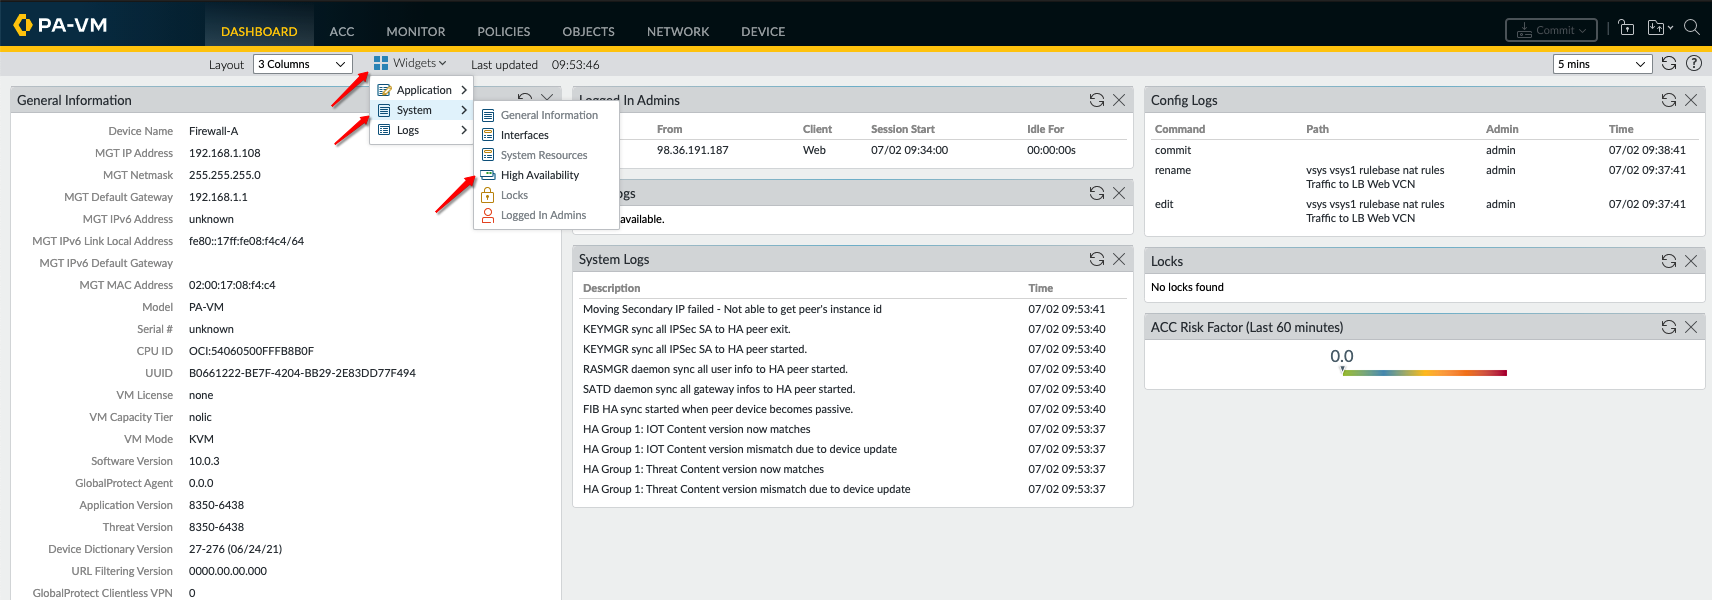 PA-VM
DASHBOARD ACC MONITOR POLICIES OBJECTS NETWORK DEVICE
Commit
Layout 3 Columns Widgets Last updated 09:53:46 5 mins
Application
System
Logs
General Information
Interfaces
System Resources
High Availability
Locks
Logged In Admins
General Information
Device Name Firewall-A
MGT IP Address 192.168.1.108
MGT Netmask 255.255.255.0
MGT Default Gateway 192.168.1.1
MGT IPv6 Address unknown
MGT IPv6 Link Local Address fe80::17ff:fe08:f4c4/64
MGT IPv6 Default Gateway
MGT MAC Address 02:00:17:08:f4:c4
Model PA-VM
Serial # unknown
CPU ID OCI:54060500FFFB8B0F
UUID B0661222-BE7F-4204-BB29-2E83DD77F494
VM License none
VM Capacity Tier nolic
VM Mode KVM
Software Version 10.0.3
GlobalProtect Agent 0.0.0
Application Version 8350-6438
Threat Version 8350-6438
Device Dictionary Version 27-276 (06/24/21)
URL Filtering Version 0000.00.00.000
GlobalProtect Clientless VPN 0
In Admins
From Client Session Start Idle For
98.36.191.187 Web 07/02 09:34:00 00:00:00s
ogs
available.
System Logs
Description Time
Moving Secondary IP failed - Not able to get peer's instance id 07/02 09:53:41
KEYMGR sync all IPSec SA to HA peer exit. 07/02 09:53:40
KEYMGR sync all IPSec SA to HA peer started. 07/02 09:53:40
RASMGR daemon sync all user info to HA peer started. 07/02 09:53:40
SATD daemon sync all gateway infos to HA peer started. 07/02 09:53:40
FIB HA sync started when peer device becomes passive. 07/02 09:53:40
HA Group 1: IOT Content version now matches 07/02 09:53:37
HA Group 1: IOT Content version mismatch due to device update 07/02 09:53:37
HA Group 1: Threat Content version now matches 07/02 09:53:37
HA Group 1: Threat Content version mismatch due to device update 07/02 09:53:37
Config Logs
Command Path Admin Time
commit admin 07/02 09:38:41
rename vsys vsys1 rulebase nat rules admin 07/02 09:37:41
Traffic to LB Web VCN
edit vsys vsys1 rulebase nat rules admin 07/02 09:37:41
Traffic to LB Web VCN
Locks
No locks found
ACC Risk Factor (Last 60 minutes)
0.0